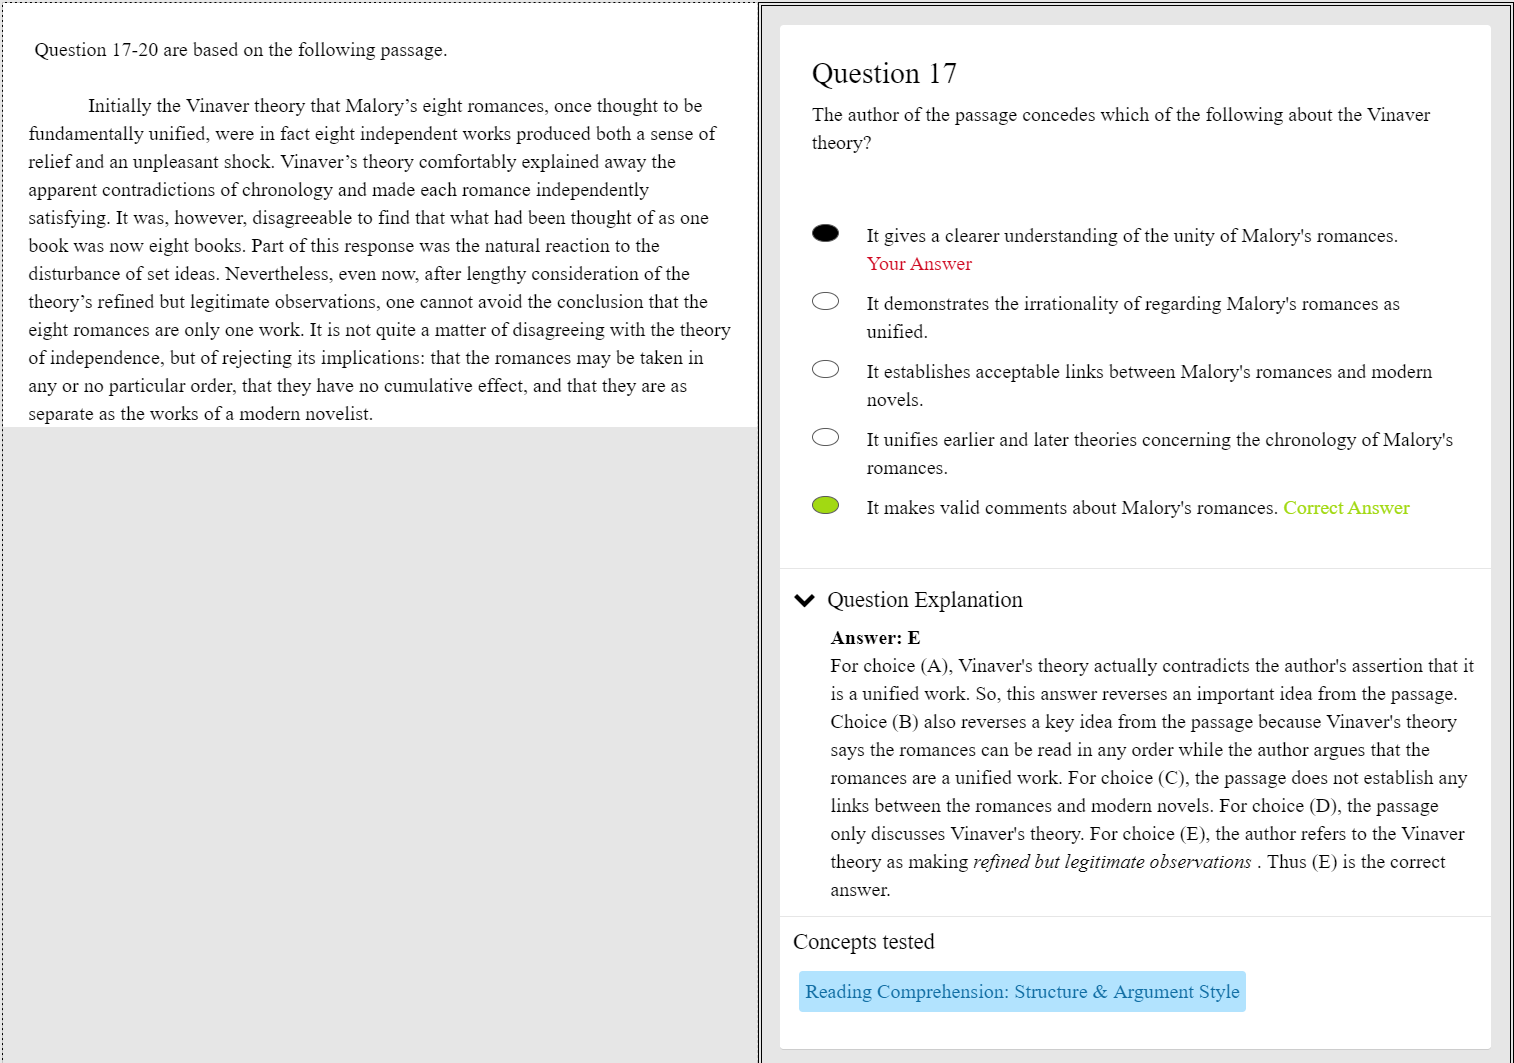 Question 17-20 are based on the following passage.
Initially the Vinaver theory that Malory’s eight romances, once thought to be
fundamentally unified, were in fact eight independent works produced both a sense of
relief and an unpleasant shock. Vinaver’s theory comfortably explained away the
apparent contradictions of chronology and made each romance independently
satisfying. It was, however, disagreeable to find that what had been thought of as one
book was now eight books. Part of this response was the natural reaction to the
disturbance of set ideas. Nevertheless, even now, after lengthy consideration of the
theory’s refined but legitimate observations, one cannot avoid the conclusion that the
eight romances are only one work. It is not quite a matter of disagreeing with the theory
of independence, but of rejecting its implications: that the romances may be taken in
any or no particular order, that they have no cumulative effect, and that they are as
separate as the works of a modern novelist.
Question 17
The author of the passage concedes which of the following about the Vinaver
theory?
It gives a clearer understanding of the unity of Malory's romances.
Your Answer
It demonstrates the irrationality of regarding Malory's romances as
unified.
It establishes acceptable links between Malory's romances and modern
novels.
It unifies earlier and later theories concerning the chronology of Malory's
romances.
It makes valid comments about Malory's romances. Correct Answer
Question Explanation
Answer: E
For choice (A), Vinaver's theory actually contradicts the author's assertion that it
is a unified work. So, this answer reverses an important idea from the passage.
Choice (B) also reverses a key idea from the passage because Vinaver's theory
says the romances can be read in any order while the author argues that the
romances are a unified work. For choice (C), the passage does not establish any
links between the romances and modern novels. For choice (D), the passage
only discusses Vinaver's theory. For choice (E), the author refers to the Vinaver
theory as making refined but legitimate observations . Thus (E) is the correct
answer.
Concepts tested
Reading Comprehension: Structure & Argument Style